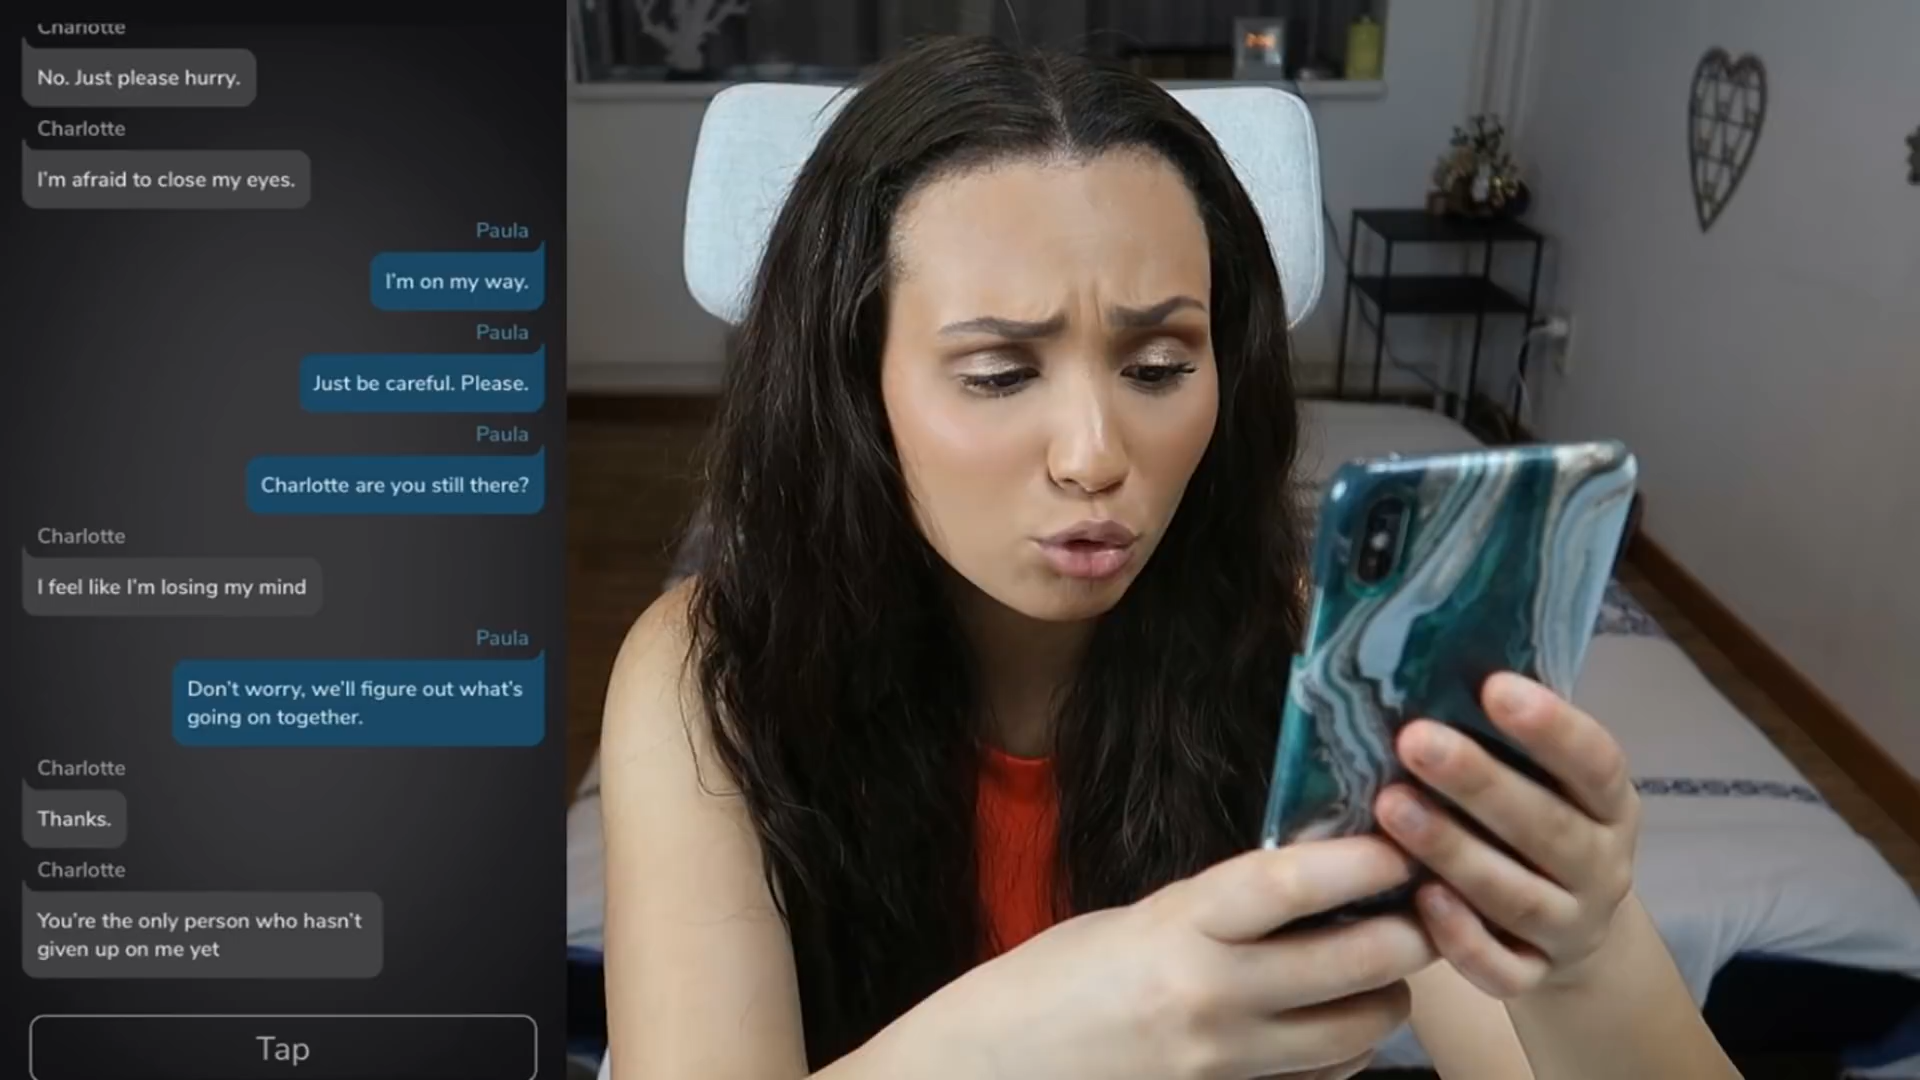 Charlotte
No. Just please hurry.
Charlotte
I'm afraid to close my eyes.
Paula
I'm on my way.
Paula
Just be careful. Please.
Paula
Charlotte are you still there?
Charlotte
I feel like I'm losing my mind
Paula
Don't worry, we'll figure out what's
going on together.
Charlotte
Thanks.
Charlotte
You're the only person who hasn't
given up on me yet
Tap